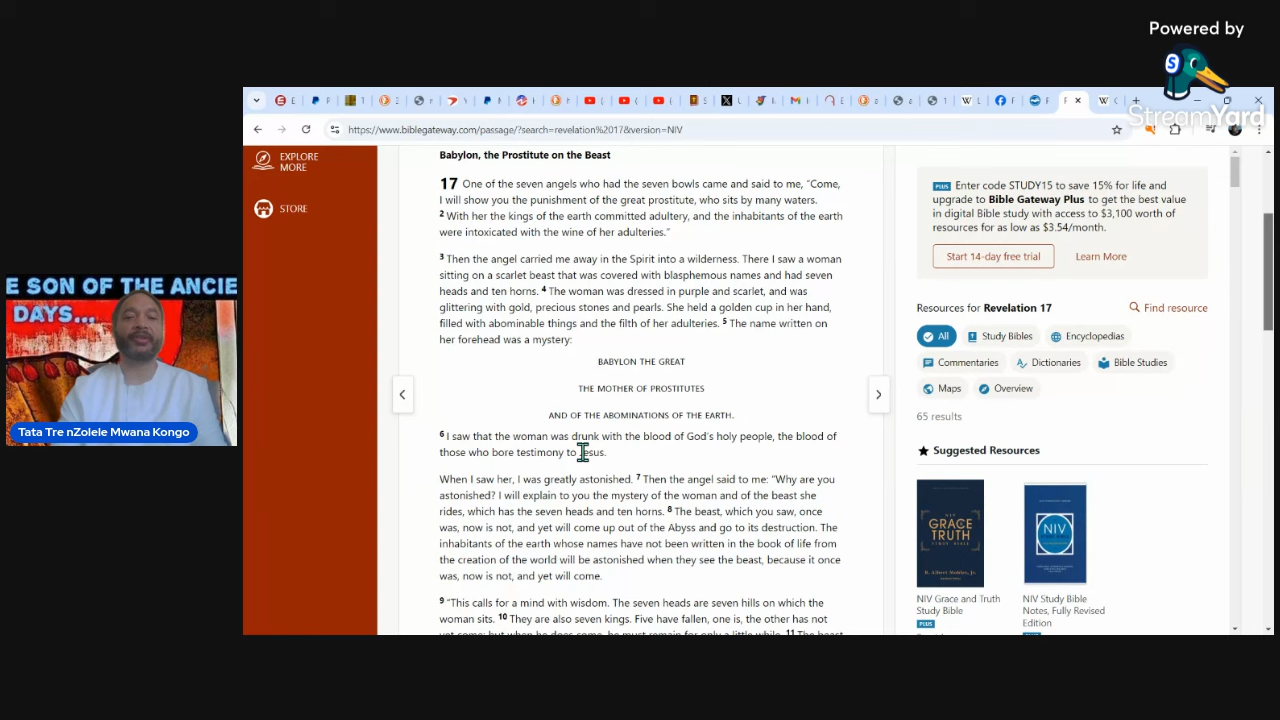 Powered by
StreamYard
https://www.biblegateway.com/passage/?search=revelation%2017&version=NIV
EXPLORE
MORE
STORE
Babylon, the Prostitute on the Beast
17 One of the seven angels who had the seven bowls came and said to me, “Come,
I will show you the punishment of the great prostitute, who sits by many waters.
2 With her the kings of the earth committed adultery, and the inhabitants of the earth
were intoxicated with the wine of her adulteries.”
3 Then the angel carried me away in the Spirit into a wilderness. There I saw a woman
sitting on a scarlet beast that was covered with blasphemous names and had seven
heads and ten horns. 4 The woman was dressed in purple and scarlet, and was
glittering with gold, precious stones and pearls. She held a golden cup in her hand,
filled with abominable things and the filth of her adulteries. 5 The name written on
her forehead was a mystery:
BABYLON THE GREAT
THE MOTHER OF PROSTITUTES
AND OF THE ABOMINATIONS OF THE EARTH.
6 I saw that the woman was drunk with the blood of God’s holy people, the blood of
those who bore testimony to Jesus.
When I saw her, I was greatly astonished. 7 Then the angel said to me: “Why are you
astonished? I will explain to you the mystery of the woman and of the beast she
rides, which has the seven heads and ten horns. 8 The beast, which you saw, once
was, now is not, and yet will come up out of the Abyss and go to its destruction. The
inhabitants of the earth whose names have not been written in the book of life from
the creation of the world will be astonished when they see the beast, because it once
was, now is not, and yet will come.
9 “This calls for a mind with wisdom. The seven heads are seven hills on which the
woman sits. 10 They are also seven kings. Five have fallen, one is, the other has not
yet come; but when he does come, he must remain for only a little while. 11 The beast
PLUS Enter code STUDY15 to save 15% for life and
upgrade to Bible Gateway Plus to get the best value
in digital Bible study with access to $3,100 worth of
resources for as low as $3.54/month.
Start 14-day free trial
Learn More
Resources for Revelation 17
Find resource
All
Study Bibles
Encyclopedias
Commentaries
Dictionaries
Bible Studies
Maps
Overview
65 results
Suggested Resources
GRACE
TRUTH
NIV
STUDY
BIBLE
NIV Grace and Truth
Study Bible
PLUS
NIV Study Bible
Notes, Fully Revised
Edition
E SON OF THE ANCIE
DAYS...
Tata Tre nZolele Mwana Kongo